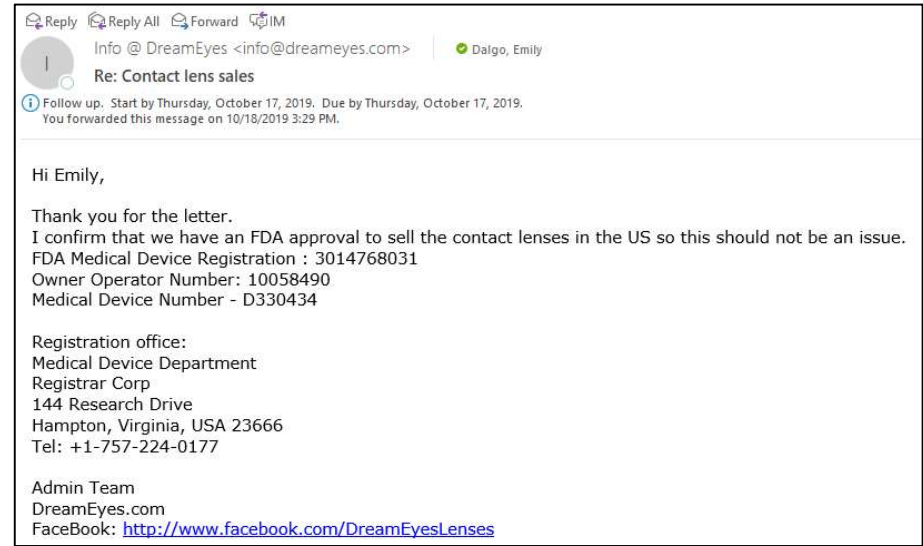 Reply Reply All Forward IM
Info @ DreamEyes <info@dreameyes.com> Dalgo, Emily
I
Re: Contact lens sales
Follow up. Start by Thursday, October 17, 2019. Due by Thursday, October 17, 2019.
You forwarded this message on 10/18/2019 3:29 PM.
Hi Emily,
Thank you for the letter.
I confirm that we have an FDA approval to sell the contact lenses in the US so this should not be an issue.
FDA Medical Device Registration : 3014768031
Owner Operator Number: 10058490
Medical Device Number - D330434
Registration office:
Medical Device Department
Registrar Corp
144 Research Drive
Hampton, Virginia, USA 23666
Tel: +1-757-224-0177
Admin Team
DreamEyes.com
FaceBook: http://www.facebook.com/DreamEyesLenses